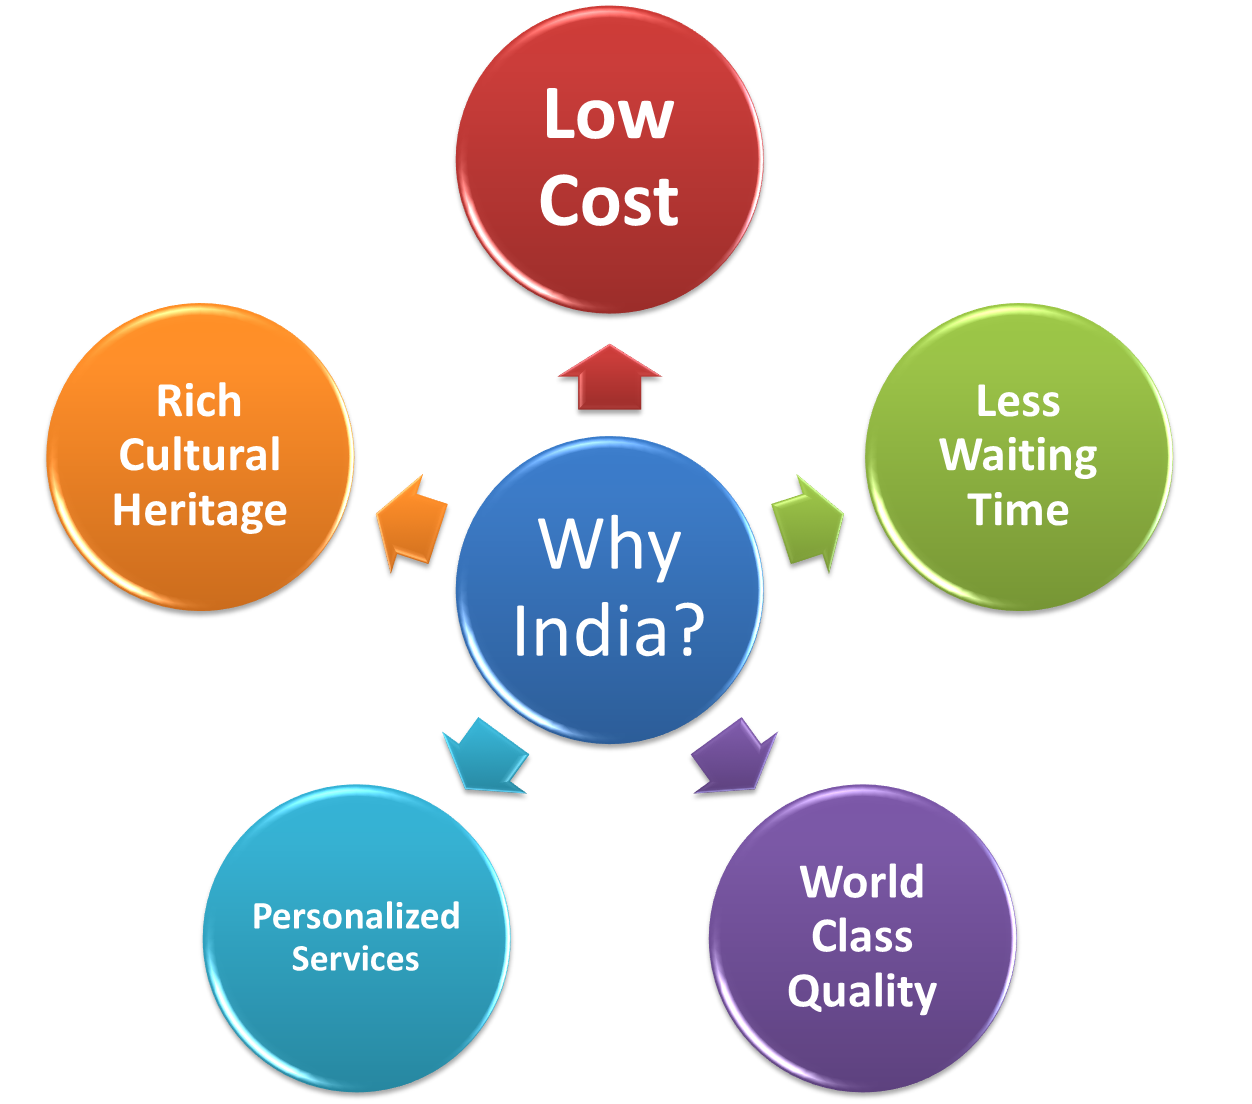 Low
Cost
Rich
Cultural
Heritage
Less
Waiting
Time
Why
India?
Personalized
Services
World
Class
Quality